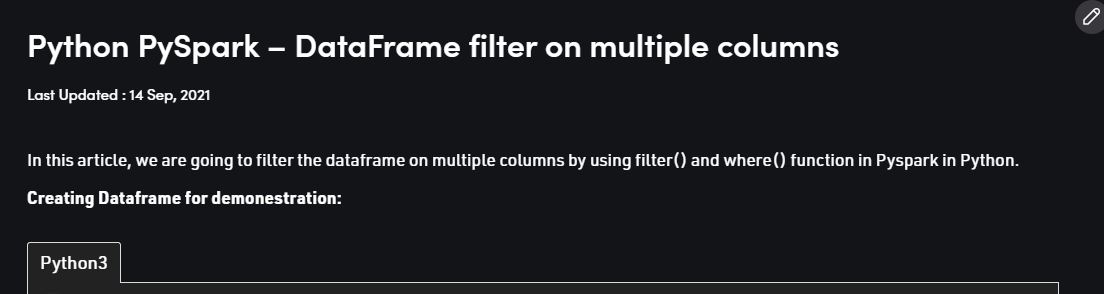 Python PySpark – DataFrame filter on multiple columns
Last Updated : 14 Sep, 2021
In this article, we are going to filter the dataframe on multiple columns by using filter() and where() function in Pyspark in Python.
Creating Dataframe for demonestration:
Python3